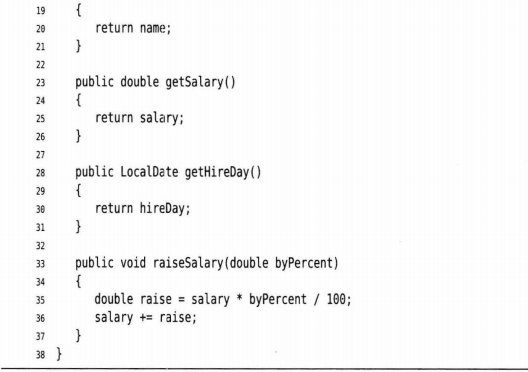 19 {
20 return name;
21 }
22
23 public double getSalary()
24 {
25 return salary;
26 }
27
28 public LocalDate getHireDay()
29 {
30 return hireDay;
31 }
32
33 public void raiseSalary(double byPercent)
34 {
35 double raise = salary * byPercent / 100;
36 salary += raise;
37 }
38 }